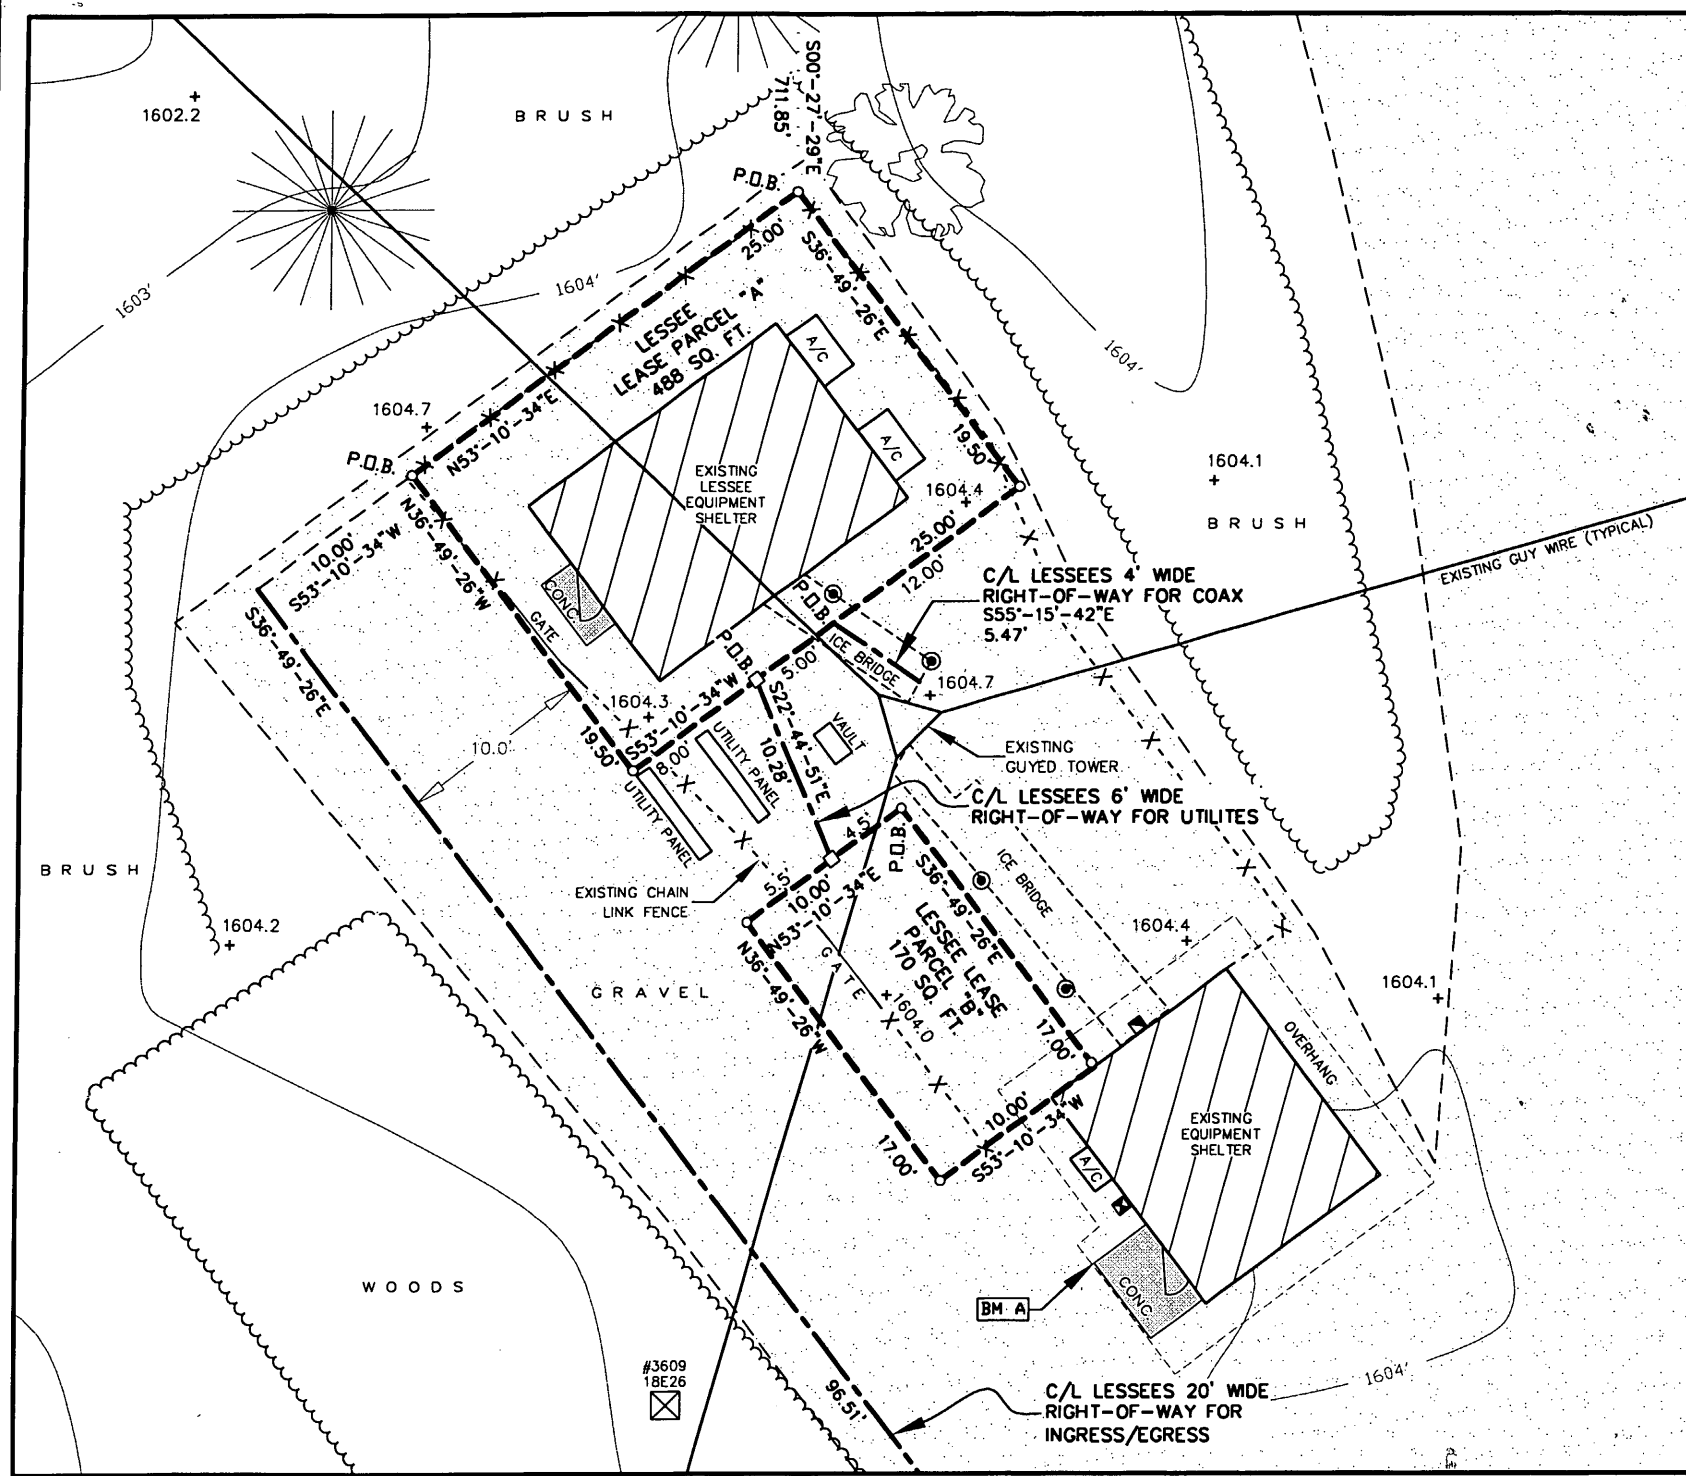 S00°-27'-29"E
711.85'
1602.2
BRUSH
P.O.B.
25.00'
S36°-49'-26"E
19.50'
1603'
1604'
LESSEE
LEASE PARCEL "A"
488 SQ. FT.
A/C
A/C
1604'
1604.7
P.O.B.
N53°-10'-34"E
EXISTING
LESSEE
EQUIPMENT
SHELTER
1604.4
1604.1
BRUSH
EXISTING GUY WIRE (TYPICAL)
10.00'
S53°-10'-34"W
N36°-49'-26"W
19.50'
25.00'
12.00'
C/L LESSEES 4' WIDE
RIGHT-OF-WAY FOR COAX
S55°-15'-42"E
5.47'
CONC.
GATE
P.O.B.
ICE BRIDGE
P.O.B.
5.00'
1604.7
S36°-49'-26"E
10.0'
1604.3
S53°-10'-34"W
8.00'
S22°-44'-51"E
10.28'
VAULT
UTILITY PANEL
UTILITY PANEL
EXISTING
GUYED TOWER
C/L LESSEES 6' WIDE
RIGHT-OF-WAY FOR UTILITES
4.5'
P.O.B.
BRUSH
EXISTING CHAIN
LINK FENCE
5.5'
10.00'
N53°-10'-34"E
S36°-49'-26"E
17.00'
ICE BRIDGE
1604.2
GRAVEL
N36°-49'-26"W
17.00'
GATE
1604.0
LESSEE LEASE
PARCEL "B"
170 SQ. FT.
1604.4
1604.1
OVERHANG
10.00'
S53°-10'-34"W
EXISTING
EQUIPMENT
SHELTER
A/C
WOODS
BM A
CONC.
#3609
18E26
96.51'
C/L LESSEES 20' WIDE
RIGHT-OF-WAY FOR
INGRESS/EGRESS
1604'